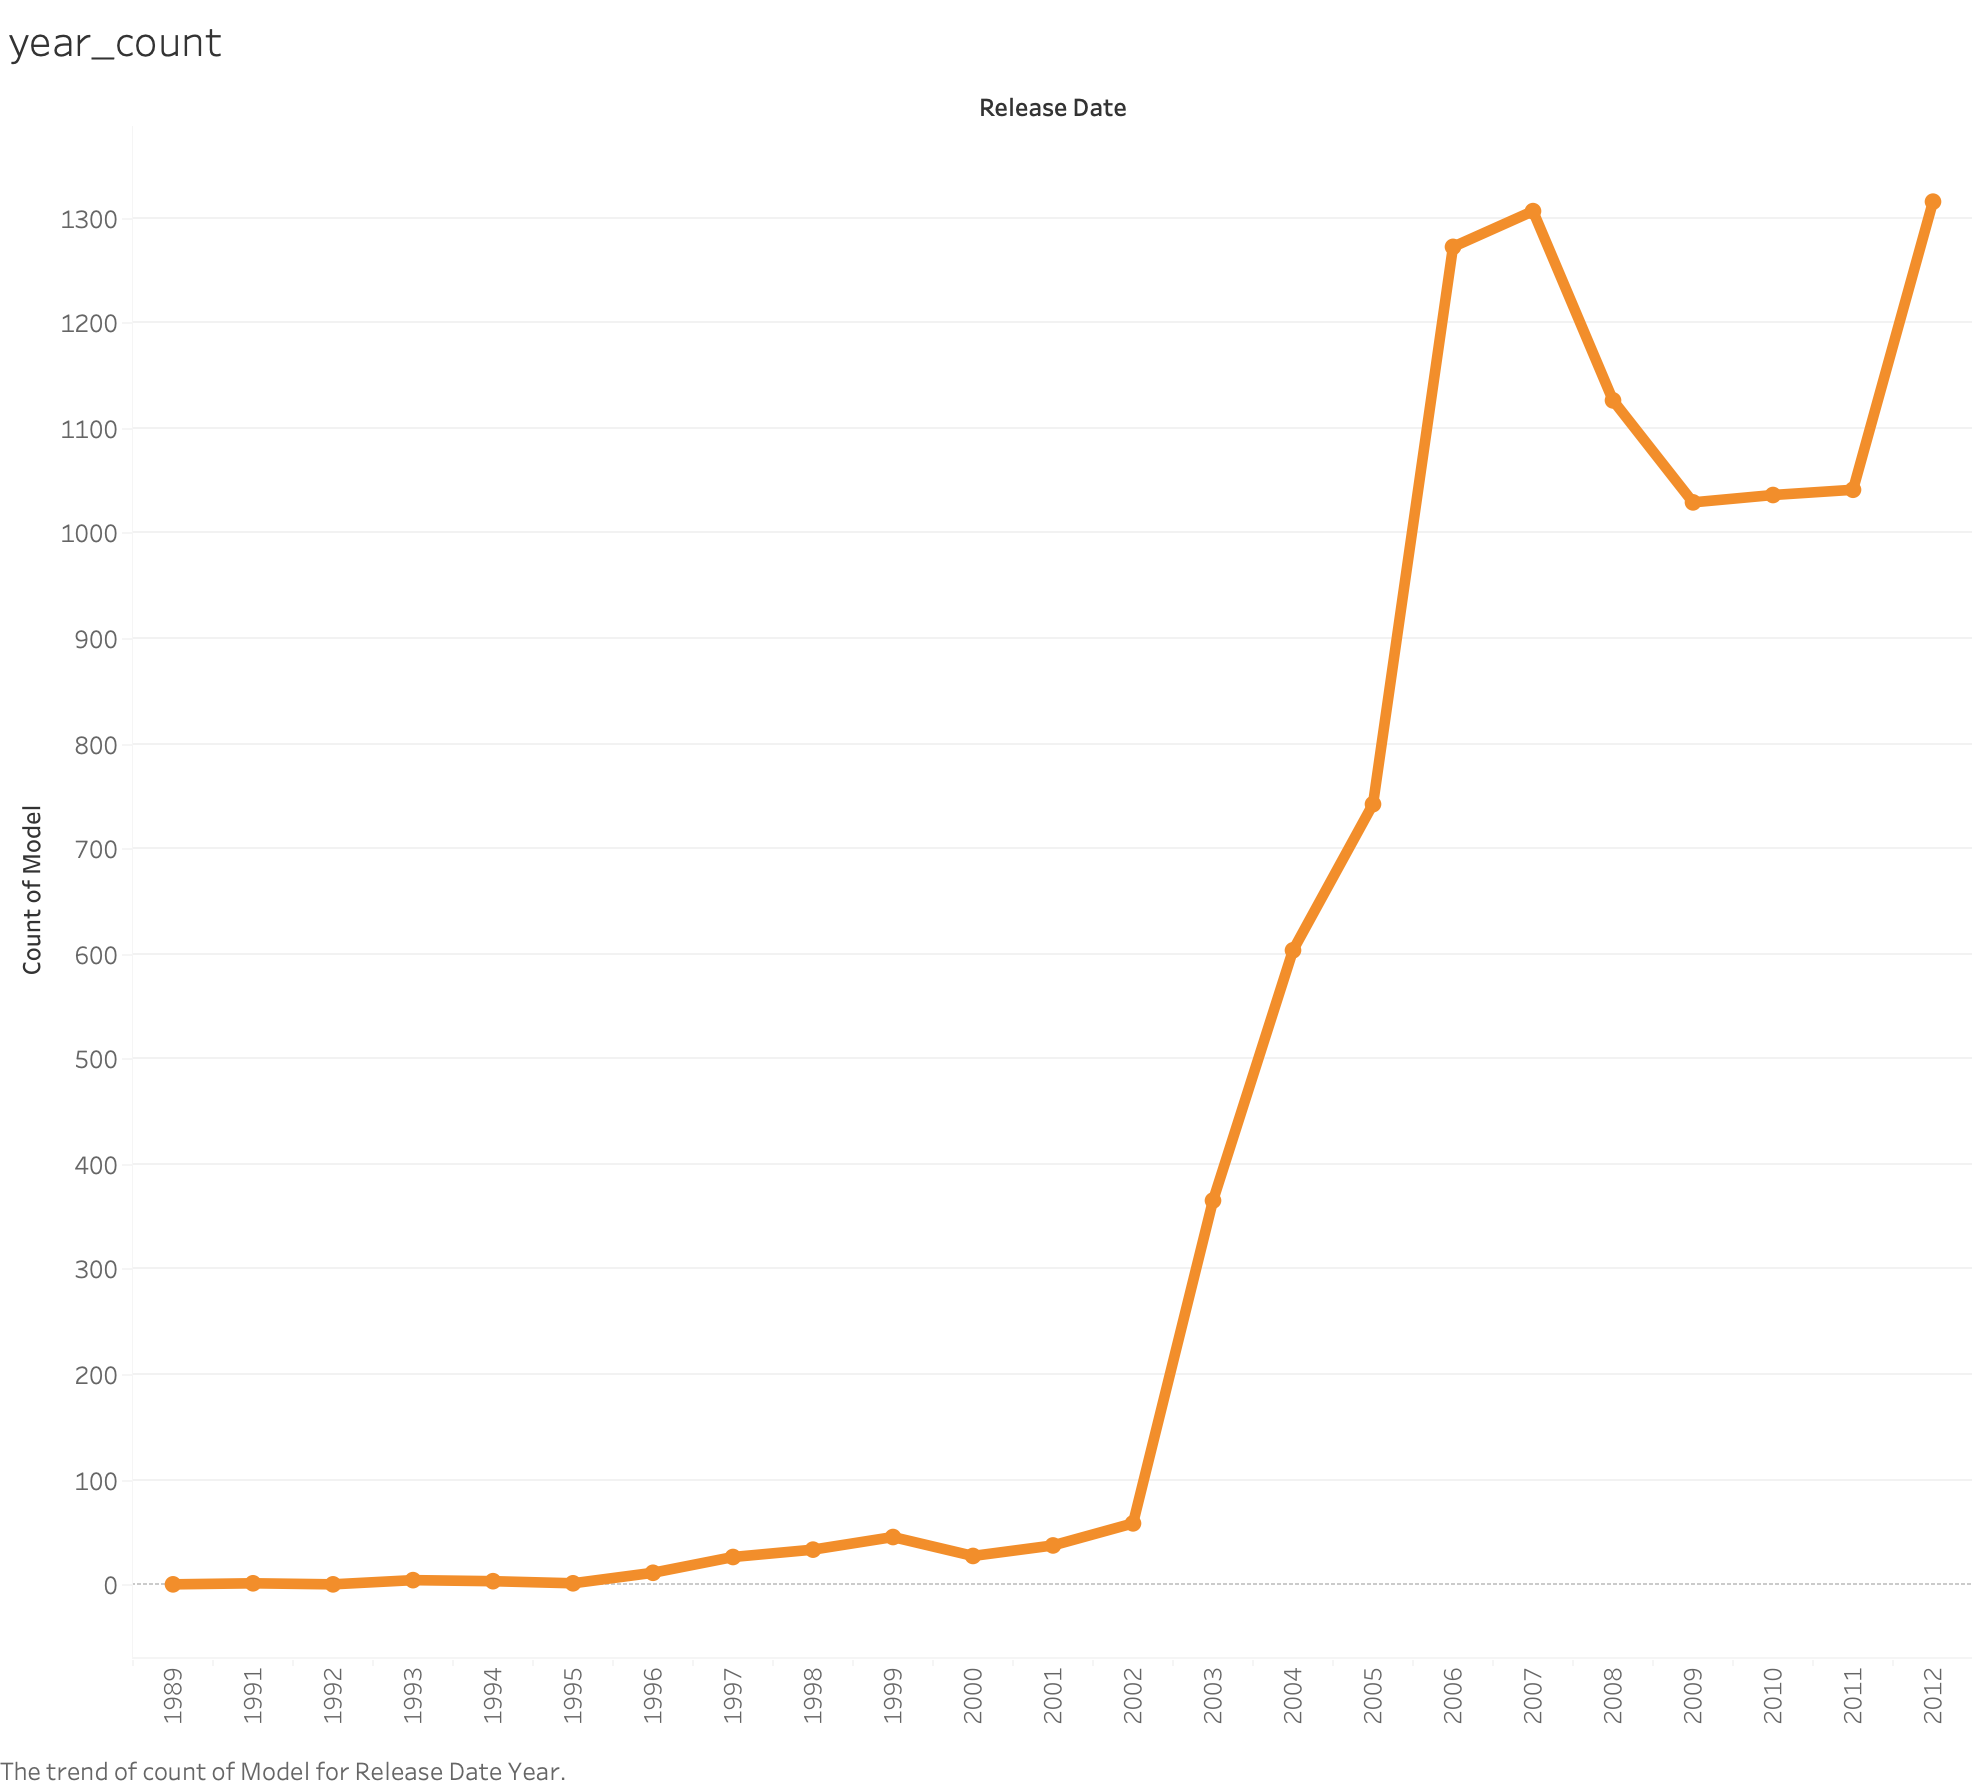 year_count
Release Date
1300
1200
1100
1000
900
800
700
600
500
400
300
200
100
0
Count of Model
1989 1991 1992 1993 1994 1995 1996 1997 1998 1999 2000 2001 2002 2003 2004 2005 2006 2007 2008 2009 2010 2011 2012
The trend of count of Model for Release Date Year.